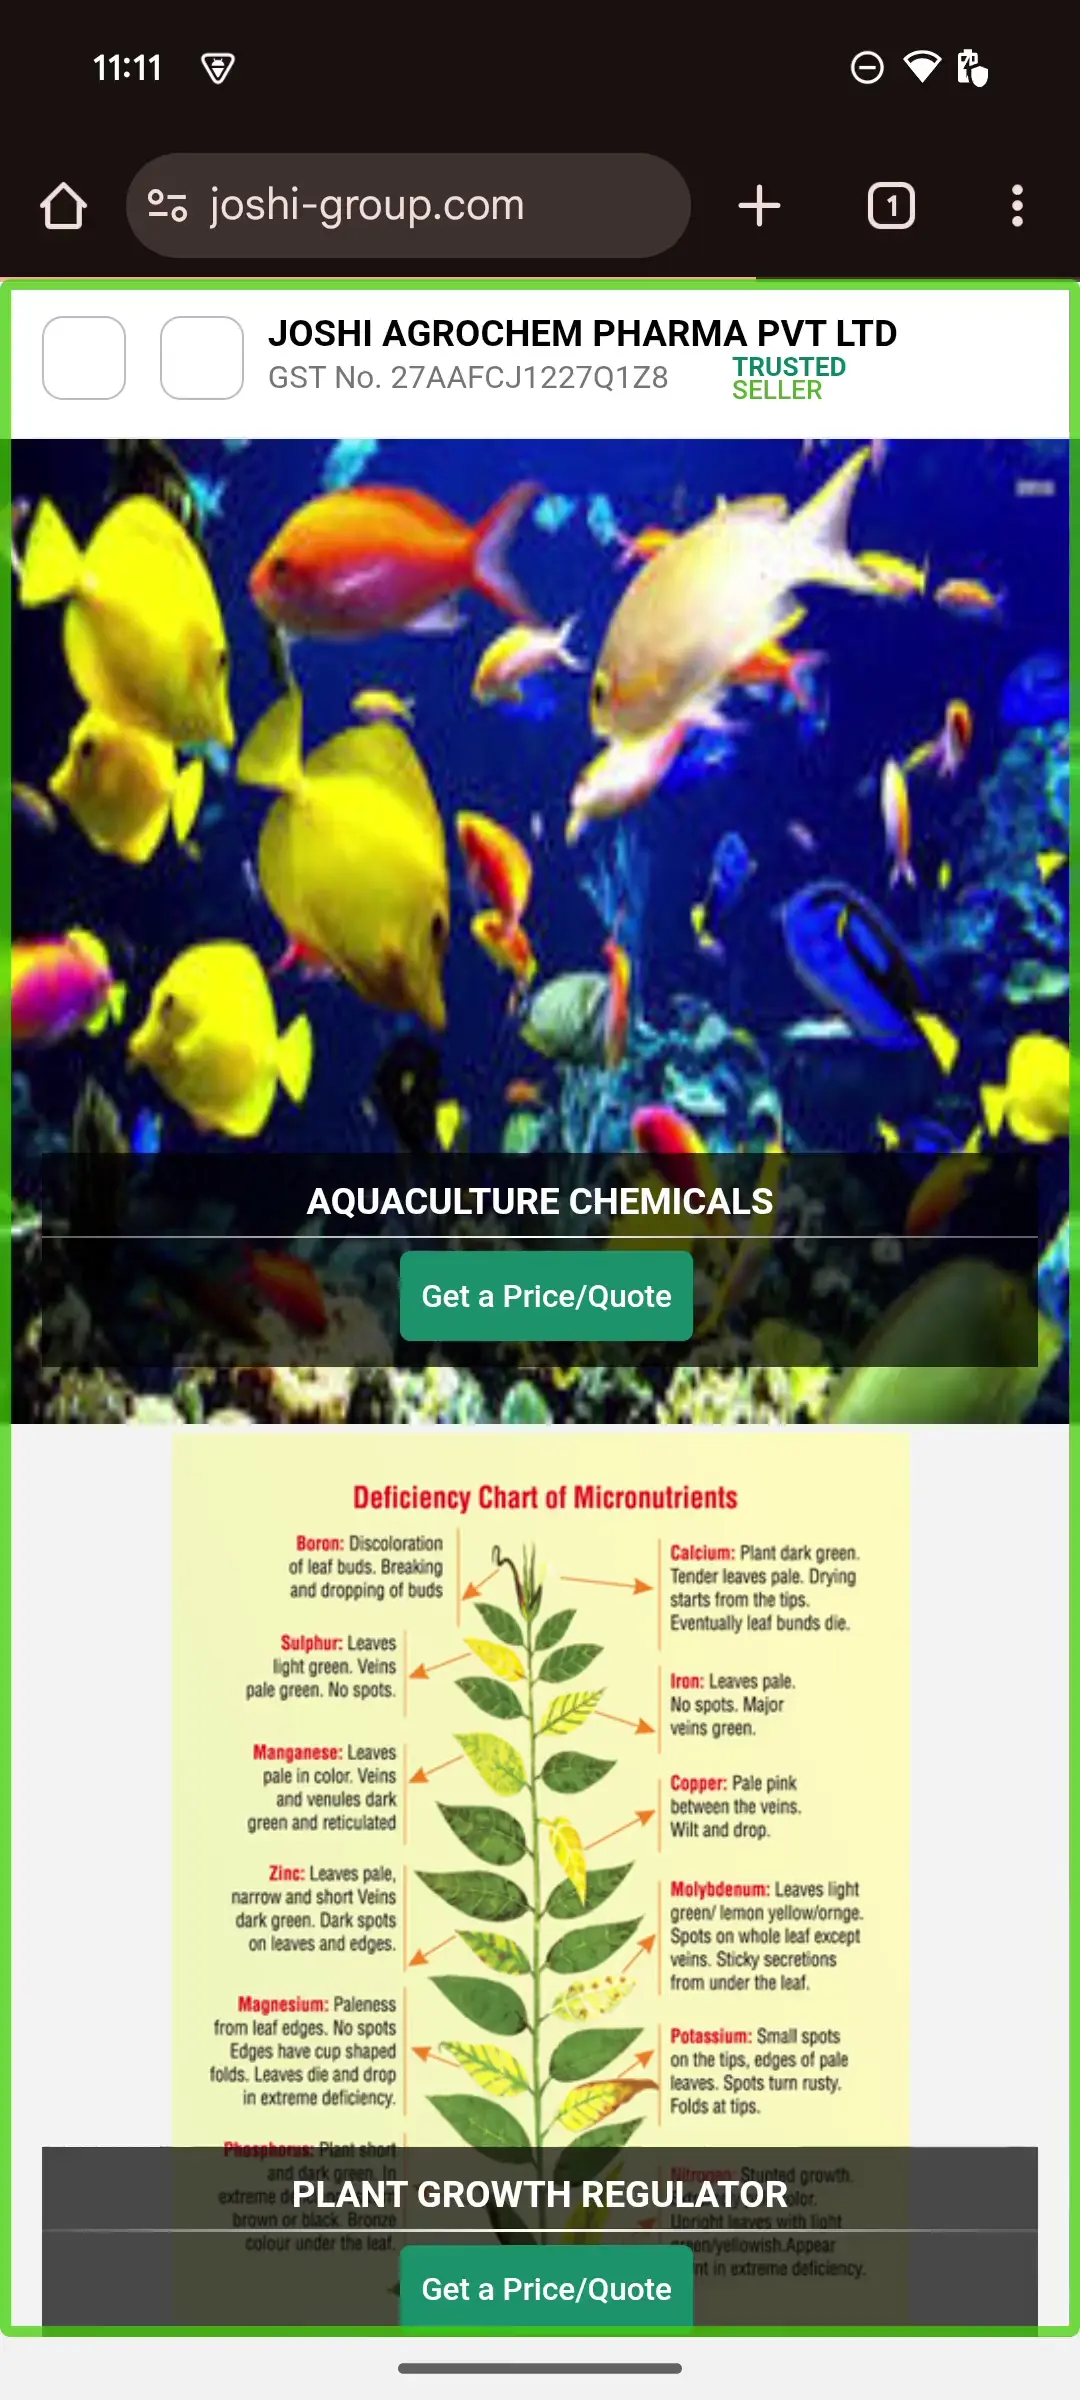 11:11
joshi-group.com
1
JOSHI AGROCHEM PHARMA PVT LTD
GST No. 27AAFCJ1227Q1Z8
TRUSTED
SELLER
AQUACULTURE CHEMICALS
Get a Price/Quote
Deficiency Chart of Micronutrients
Boron: Discoloration
of leaf buds. Breaking
and dropping of buds
Sulphur: Leaves
light green. Veins
pale green. No spots.
Manganese: Leaves
pale in color. Veins
and venules dark
green and reticulated
Zinc: Leaves pale,
narrow and short Veins
dark green. Dark spots
on leaves and edges.
Magnesium: Paleness
from leaf edges. No spots
Edges have cup shaped
folds. Leaves die and drop
in extreme deficiency.
Phosphorus: Plant short
and dark green. In
extreme
brown or black. Bronze
colour under the leaf.
Calcium: Plant dark green.
Tender leaves pale. Drying
starts from the tips.
Eventually leaf bunds die.
Iron: Leaves pale.
No spots. Major
veins green.
Copper: Pale pink
between the veins.
Wilt and drop.
Molybdenum: Leaves light
green/ lemon yellow/ornge.
Spots on whole leaf except
veins. Sticky secretions
from under the leaf.
Potassium: Small spots
on the tips, edges of pale
leaves. Spots turn rusty.
Folds at tips.
Nitrogen: Stunted growth.
Upright leaves with light
green/yellowish.Appear
in extreme deficiency.
PLANT GROWTH REGULATOR
Get a Price/Quote